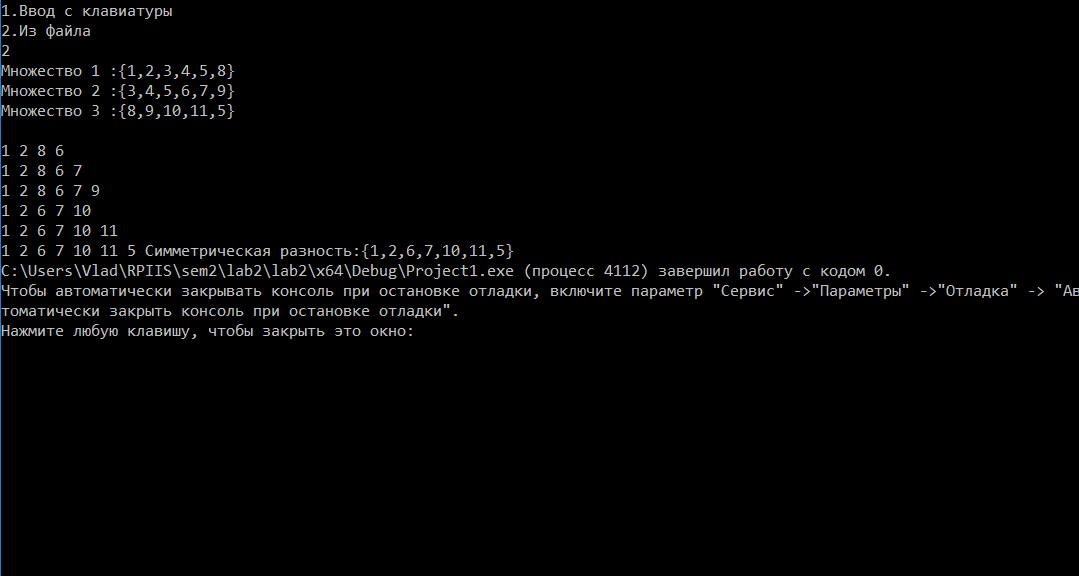 1.Ввод с клавиатуры
2.Из файла
2
Множество 1 :{1,2,3,4,5,8}
Множество 2 :{3,4,5,6,7,9}
Множество 3 :{8,9,10,11,5}
1 2 8 6
1 2 8 6 7
1 2 8 6 7 9
1 2 6 7 10
1 2 6 7 10 11
1 2 6 7 10 11 5 Симметрическая разность:{1,2,6,7,10,11,5}
C:\Users\Vlad\RPIIS\sem2\lab2\lab2\x64\Debug\Project1.exe (процесс 4112) завершил работу с кодом 0.
Чтобы автоматически закрывать консоль при остановке отладки, включите параметр "Сервис" ->"Параметры" ->"Отладка" -> "Ав
томатически закрыть консоль при остановке отладки".
Нажмите любую клавишу, чтобы закрыть это окно: